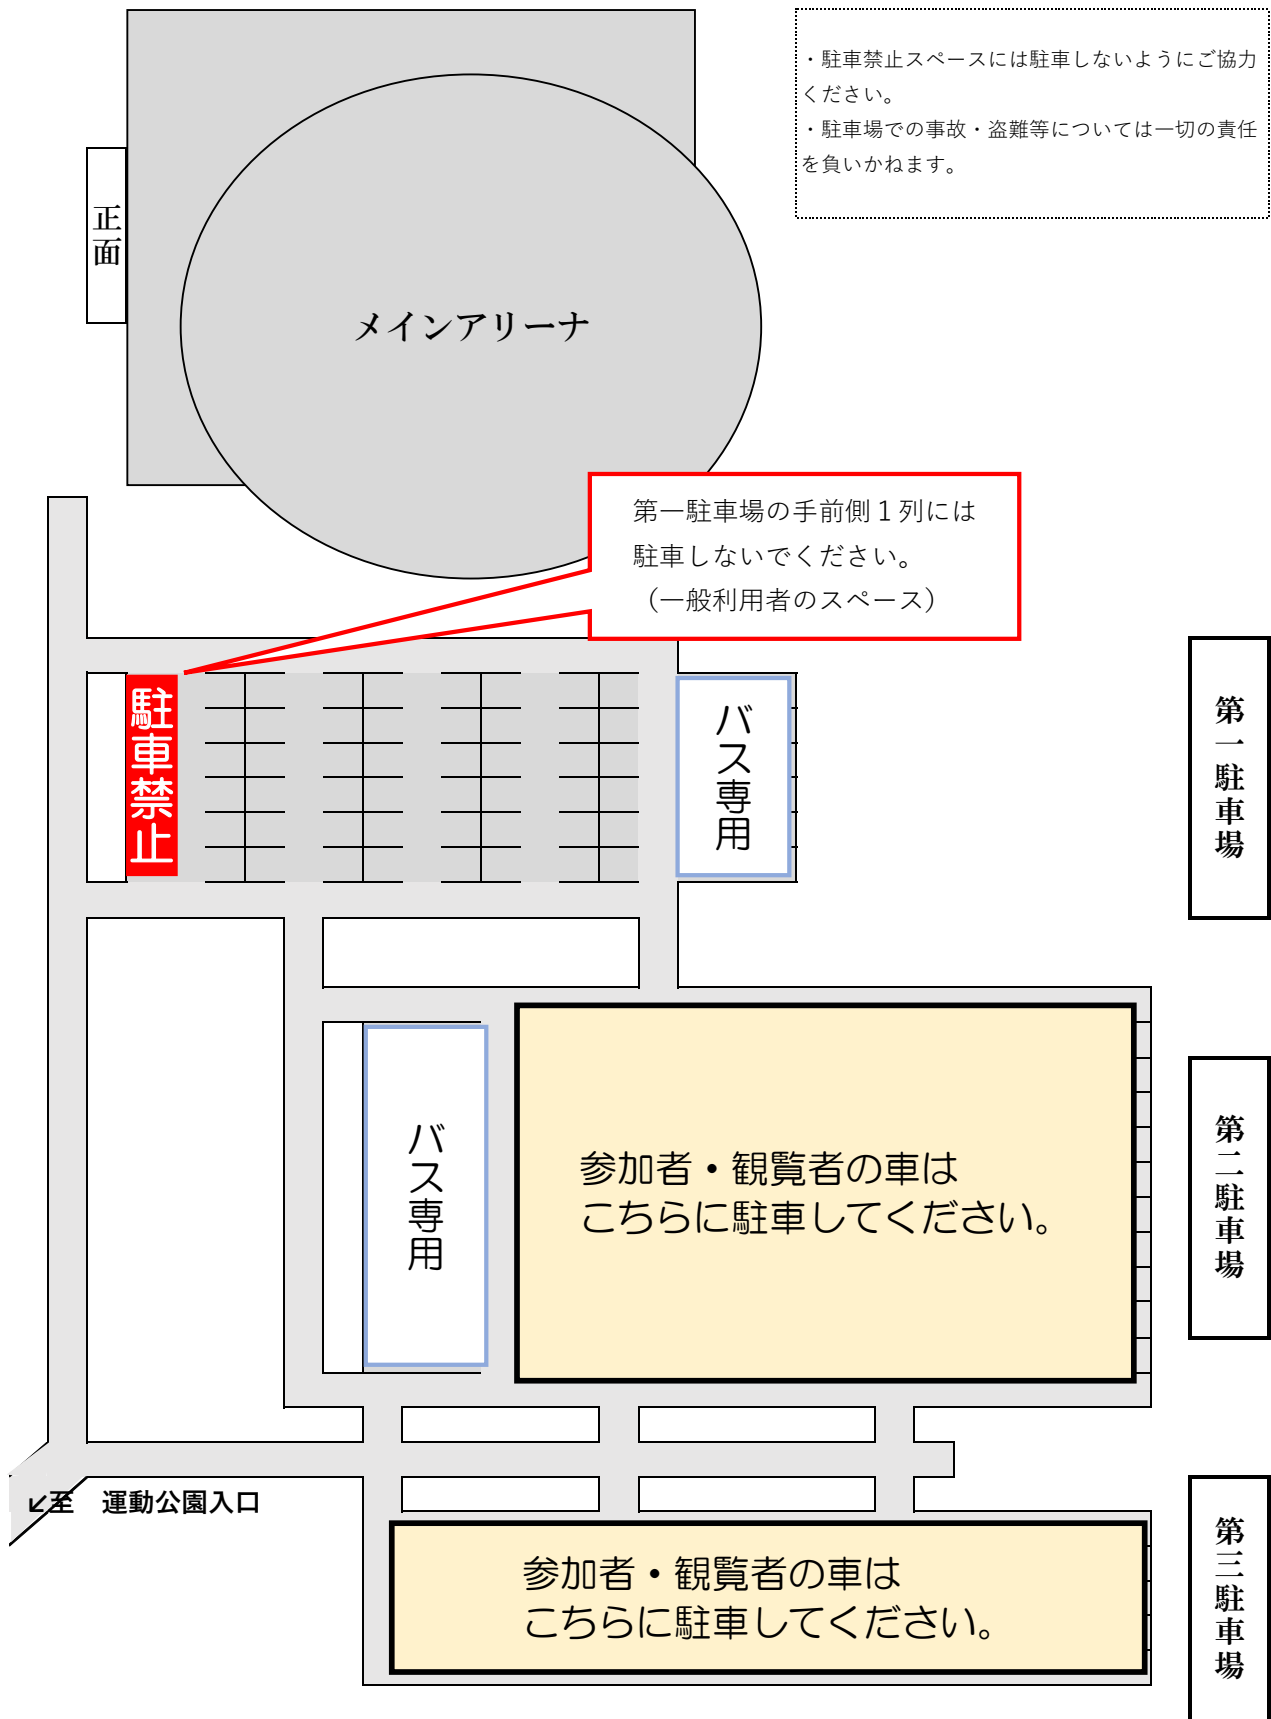 ・駐車禁止スペースには駐車しないようにご協力
ください。
・駐車場での事故・盗難等については一切の責任
を負いかねます。
正面
メインアリーナ
第一駐車場の手前側１列には
駐車しないでください。
（一般利用者のスペース）
駐車禁止
バス専用
第一駐車場
バス専用
参加者・観覧者の車は
こちらに駐車してください。
第二駐車場
↙至　運動公園入口
参加者・観覧者の車は
こちらに駐車してください。
第三駐車場